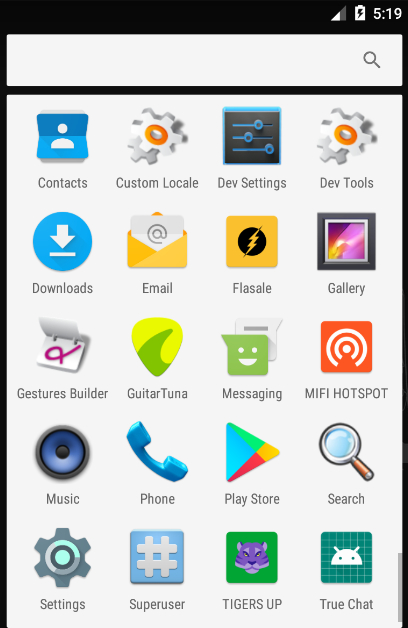 5:19
Contacts
Custom Locale
Dev Settings
Dev Tools
Downloads
Email
Flasale
Gallery
Gestures Builder
GuitarTuna
Messaging
MIFI HOTSPOT
Music
Phone
Play Store
Search
Settings
Superuser
TIGERS UP
True Chat